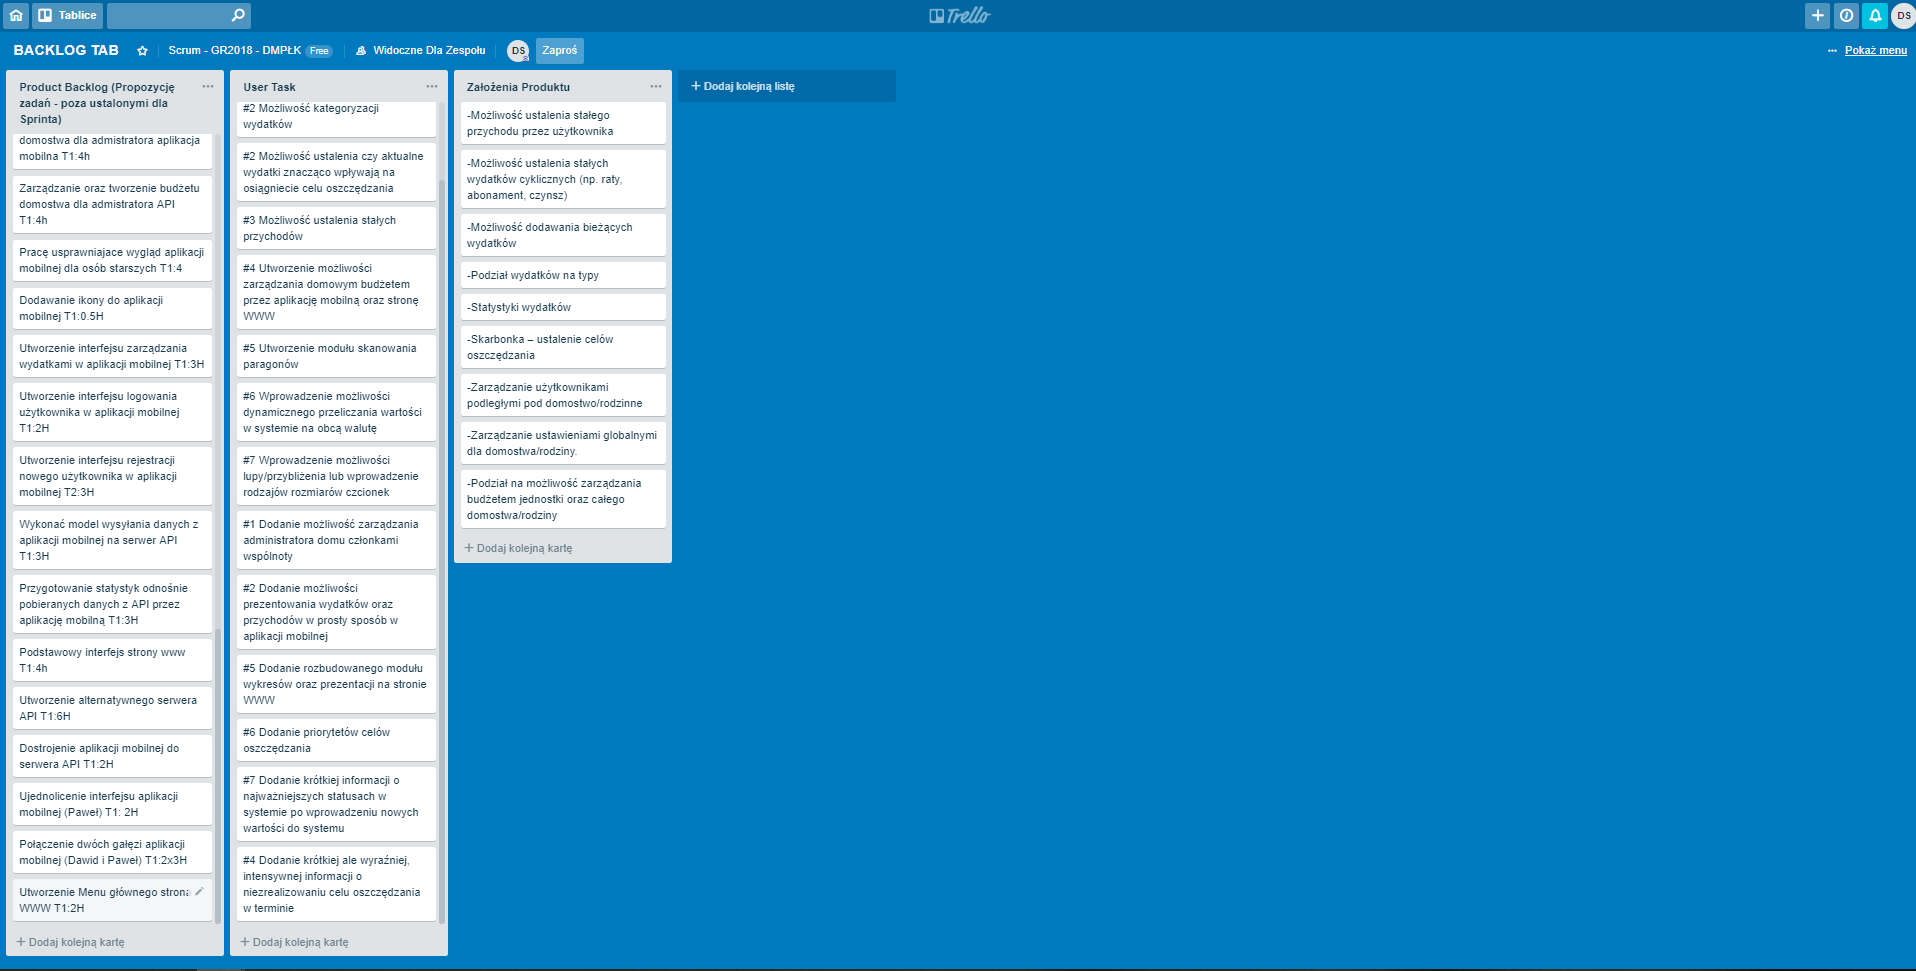 Tablice
Trello
DS
BACKLOG TAB
Scrum - GR2018 - DMPŁK Free
Widoczne Dla Zespołu
DS
Zaproś
Pokaż menu
Product Backlog (Propozycję
zadań - poza ustalonymi dla
Sprinta)
domostwa dla admistratora aplikacja
mobilna T1:4h
Zarządzanie oraz tworzenie budżetu
domostwa dla admistratora API
T1:4h
Pracę usprawniajace wygląd aplikacji
mobilnej dla osób starszych T1:4
Dodawanie ikony do aplikacji
mobilnej T1:0.5H
Utworzenie interfejsu zarządzania
wydatkami w aplikacji mobilnej T1:3H
Utworzenie interfejsu logowania
użytkownika w aplikacji mobilnej
T1:2H
Utworzenie interfejsu rejestracji
nowego użytkownika w aplikacji
mobilnej T2:3H
Wykonać model wysyłania danych z
aplikacji mobilnej na serwer API
T1:3H
Przygotowanie statystyk odnośnie
pobieranych danych z API przez
aplikację mobilną T1:3H
Podstawowy interfejs strony www
T1:4h
Utworzenie alternatywnego serwera
API T1:6H
Dostrojenie aplikacji mobilnej do
serwera API T1:2H
Ujednolicenie interfejsu aplikacji
mobilnej (Paweł) T1: 2H
Połączenie dwóch gałęzi aplikacji
mobilnej (Dawid i Paweł) T1:2x3H
Utworzenie Menu głównego strona
WWW T1:2H
+ Dodaj kolejną kartę
User Task
#2 Możliwość kategoryzacji
wydatków
#2 Możliwość ustalenia czy aktualne
wydatki znacząco wpływają na
osiągniecie celu oszczędzania
#3 Możliwość ustalenia stałych
przychodów
#4 Utworzenie możliwości
zarządzania domowym budżetem
przez aplikację mobilną oraz stronę
WWW
#5 Utworzenie modułu skanowania
paragonów
#6 Wprowadzenie możliwości
dynamicznego przeliczania wartości
w systemie na obcą walutę
#7 Wprowadzenie możliwości
lupy/przybliżenia lub wprowadzenie
rodzajów rozmiarów czcionek
#1 Dodanie możliwość zarządzania
administratora domu członkami
wspólnoty
#2 Dodanie możliwości
prezentowania wydatków oraz
przychodów w prosty sposób w
aplikacji mobilnej
#5 Dodanie rozbudowanego modułu
wykresów oraz prezentacji na stronie
WWW
#6 Dodanie priorytetów celów
oszczędzania
#7 Dodanie krótkiej informacji o
najważniejszych statusach w
systemie po wprowadzeniu nowych
wartości do systemu
#4 Dodanie krótkiej ale wyraźniej,
intensywnej informacji o
niezrealizowaniu celu oszczędzania
w terminie
+ Dodaj kolejną kartę
Założenia Produktu
-Możliwość ustalenia stałego
przychodu przez użytkownika
-Możliwość ustalenia stałych
wydatków cyklicznych (np. raty,
abonament, czynsz)
-Możliwość dodawania bieżących
wydatków
-Podział wydatków na typy
-Statystyki wydatków
-Skarbonka – ustalenie celów
oszczędzania
-Zarządzanie użytkownikami
podległymi pod domostwo/rodzinne
-Zarządzanie ustawieniami globalnymi
dla domostwa/rodziny.
-Podział na możliwość zarządzania
budżetem jednostki oraz całego
domostwa/rodziny
+ Dodaj kolejną kartę
+ Dodaj kolejną listę